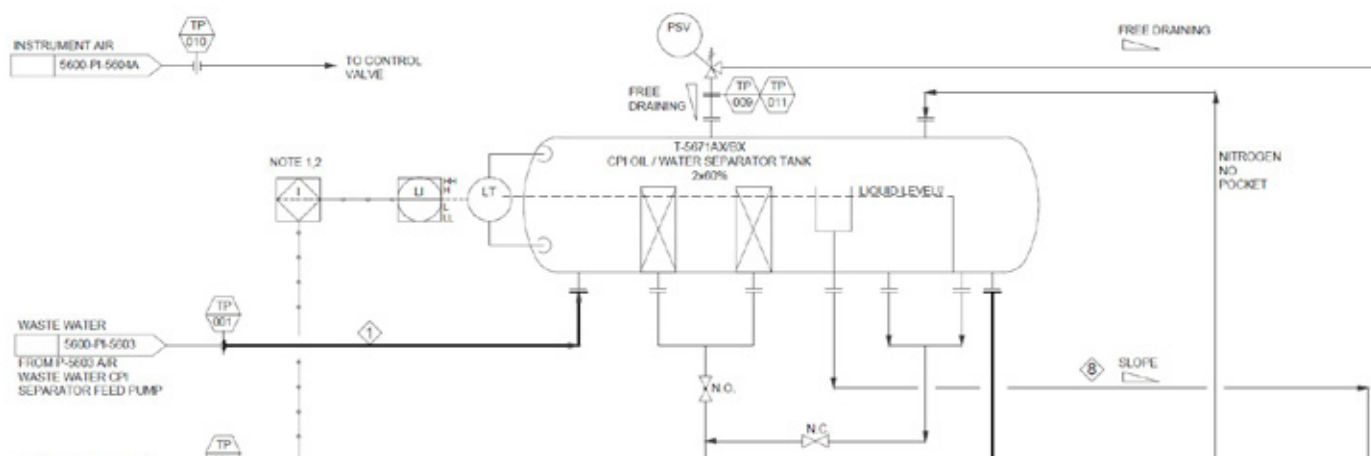 INSTRUMENT AIR
5600-PI-5604A
TP
010
TO CONTROL
VALVE
PSV
FREE DRAINING
FREE
DRAINING
TP
009
TP
011
T-5671AX/BX
CPI OIL / WATER SEPARATOR TANK
2x60%
NOTE 1,2
I
LI
HH
H
L
LL
LT
LIQUID LEVEL
NITROGEN
NO
POCKET
WASTE WATER
5600-PI-5603
FROM P-5603 A/R
WASTE WATER CPI
SEPARATOR FEED PUMP
TP
001
1
N.O.
N.C.
8
SLOPE
TP